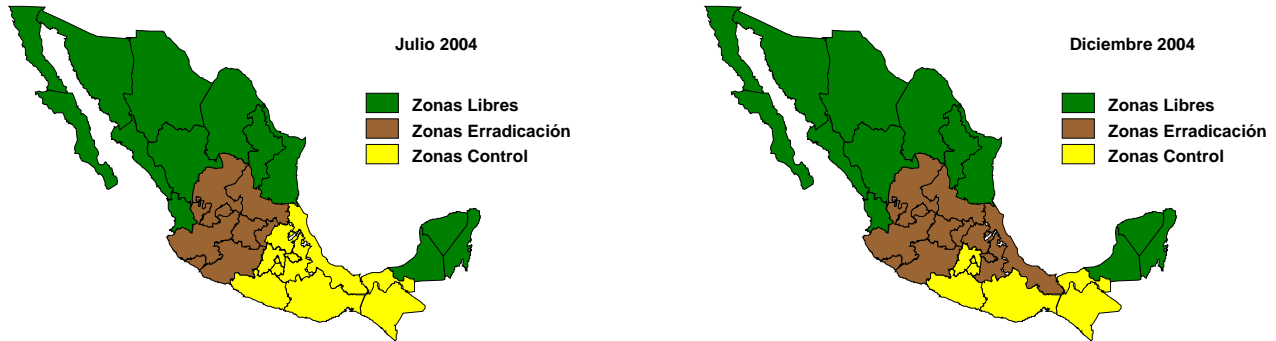 Julio 2004
Zonas Libres
Zonas Erradicación
Zonas Control
Diciembre 2004
Zonas Libres
Zonas Erradicación
Zonas Control